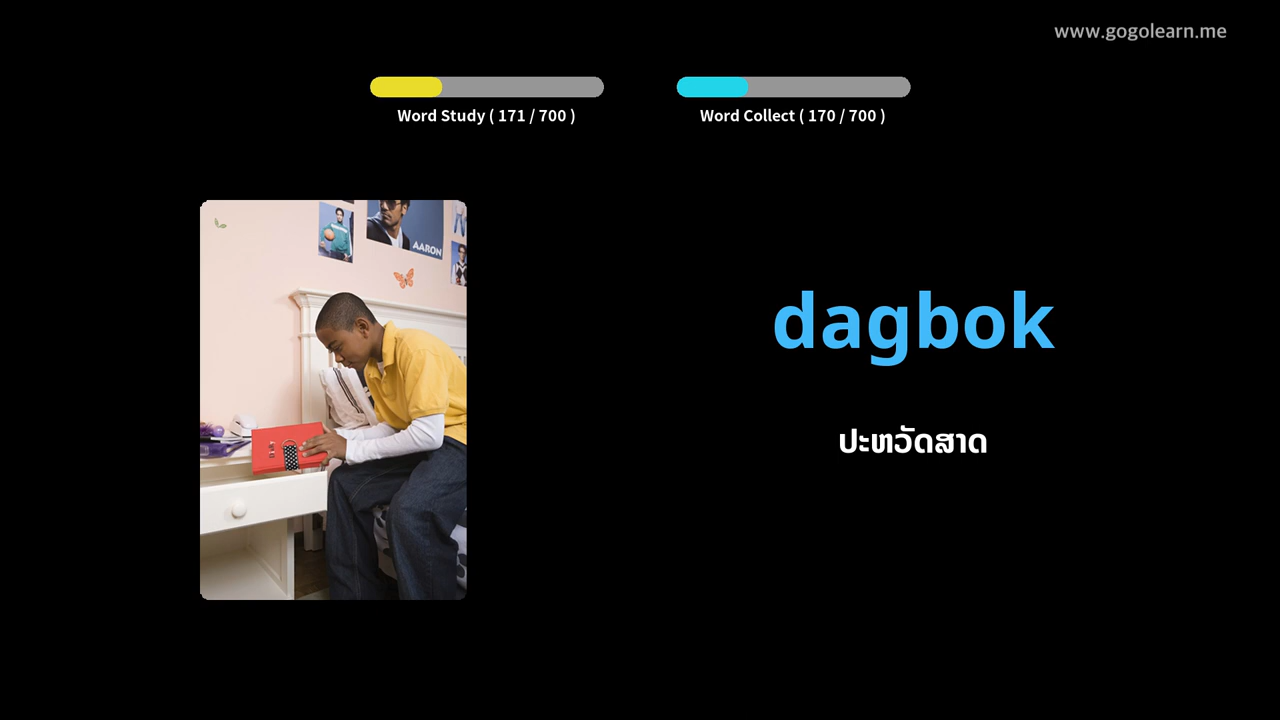 www.gogolearn.me
Word Study ( 171 / 700 )
Word Collect ( 170 / 700 )
AARON
dagbok
ປະຫວັດສາດ